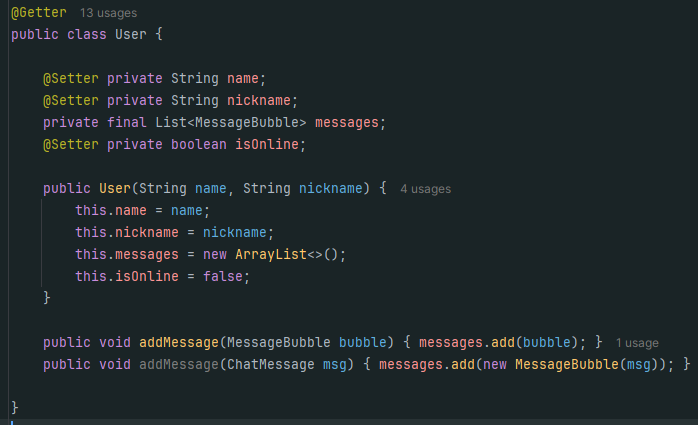 @Getter 13 usages
public class User {
@Setter private String name;
@Setter private String nickname;
private final List<MessageBubble> messages;
@Setter private boolean isOnline;
public User(String name, String nickname) { 4 usages
this.name = name;
this.nickname = nickname;
this.messages = new ArrayList<>();
this.isOnline = false;
}
public void addMessage(MessageBubble bubble) { messages.add(bubble); } 1 usage
public void addMessage(ChatMessage msg) { messages.add(new MessageBubble(msg)); }
}